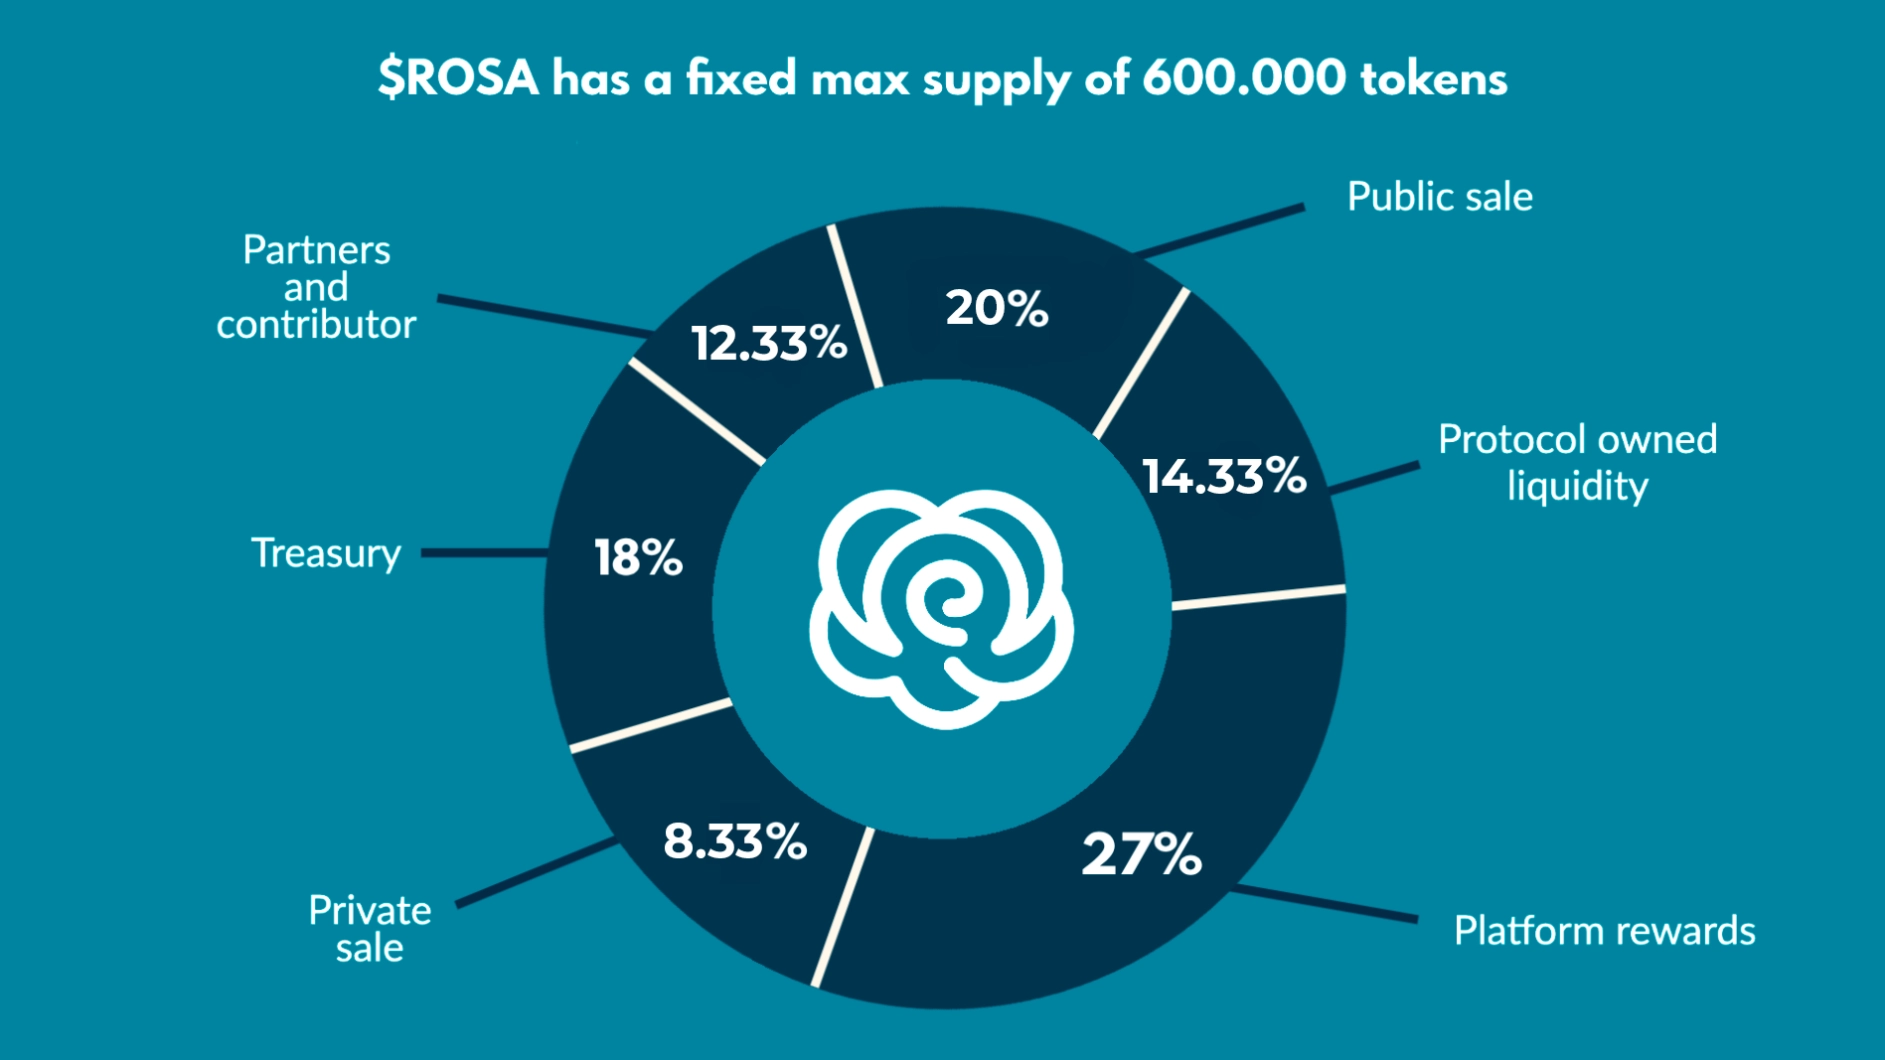 $ROSA has a fixed max supply of 600.000 tokens
Public sale
Partners
and
contributor
20%
12.33%
Protocol owned
liquidity
14.33%
Treasury
18%
8.33%
27%
Private
sale
Platform rewards